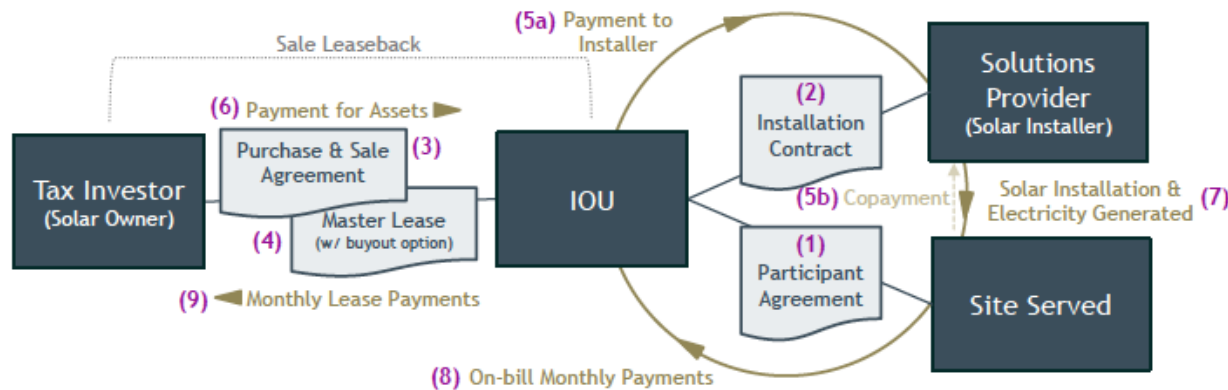 (5a) Payment to
Installer
Sale Leaseback
(6) Payment for Assets
Purchase & Sale
Agreement
(3)
Tax Investor
(Solar Owner)
(4)
Master Lease
(w/ buyout option)
(9) Monthly Lease Payments
IOU
(2)
Installation
Contract
Solutions
Provider
(Solar Installer)
(5b) Copayment
Solar Installation &
Electricity Generated (7)
(1)
Participant
Agreement
Site Served
(8) On-bill Monthly Payments